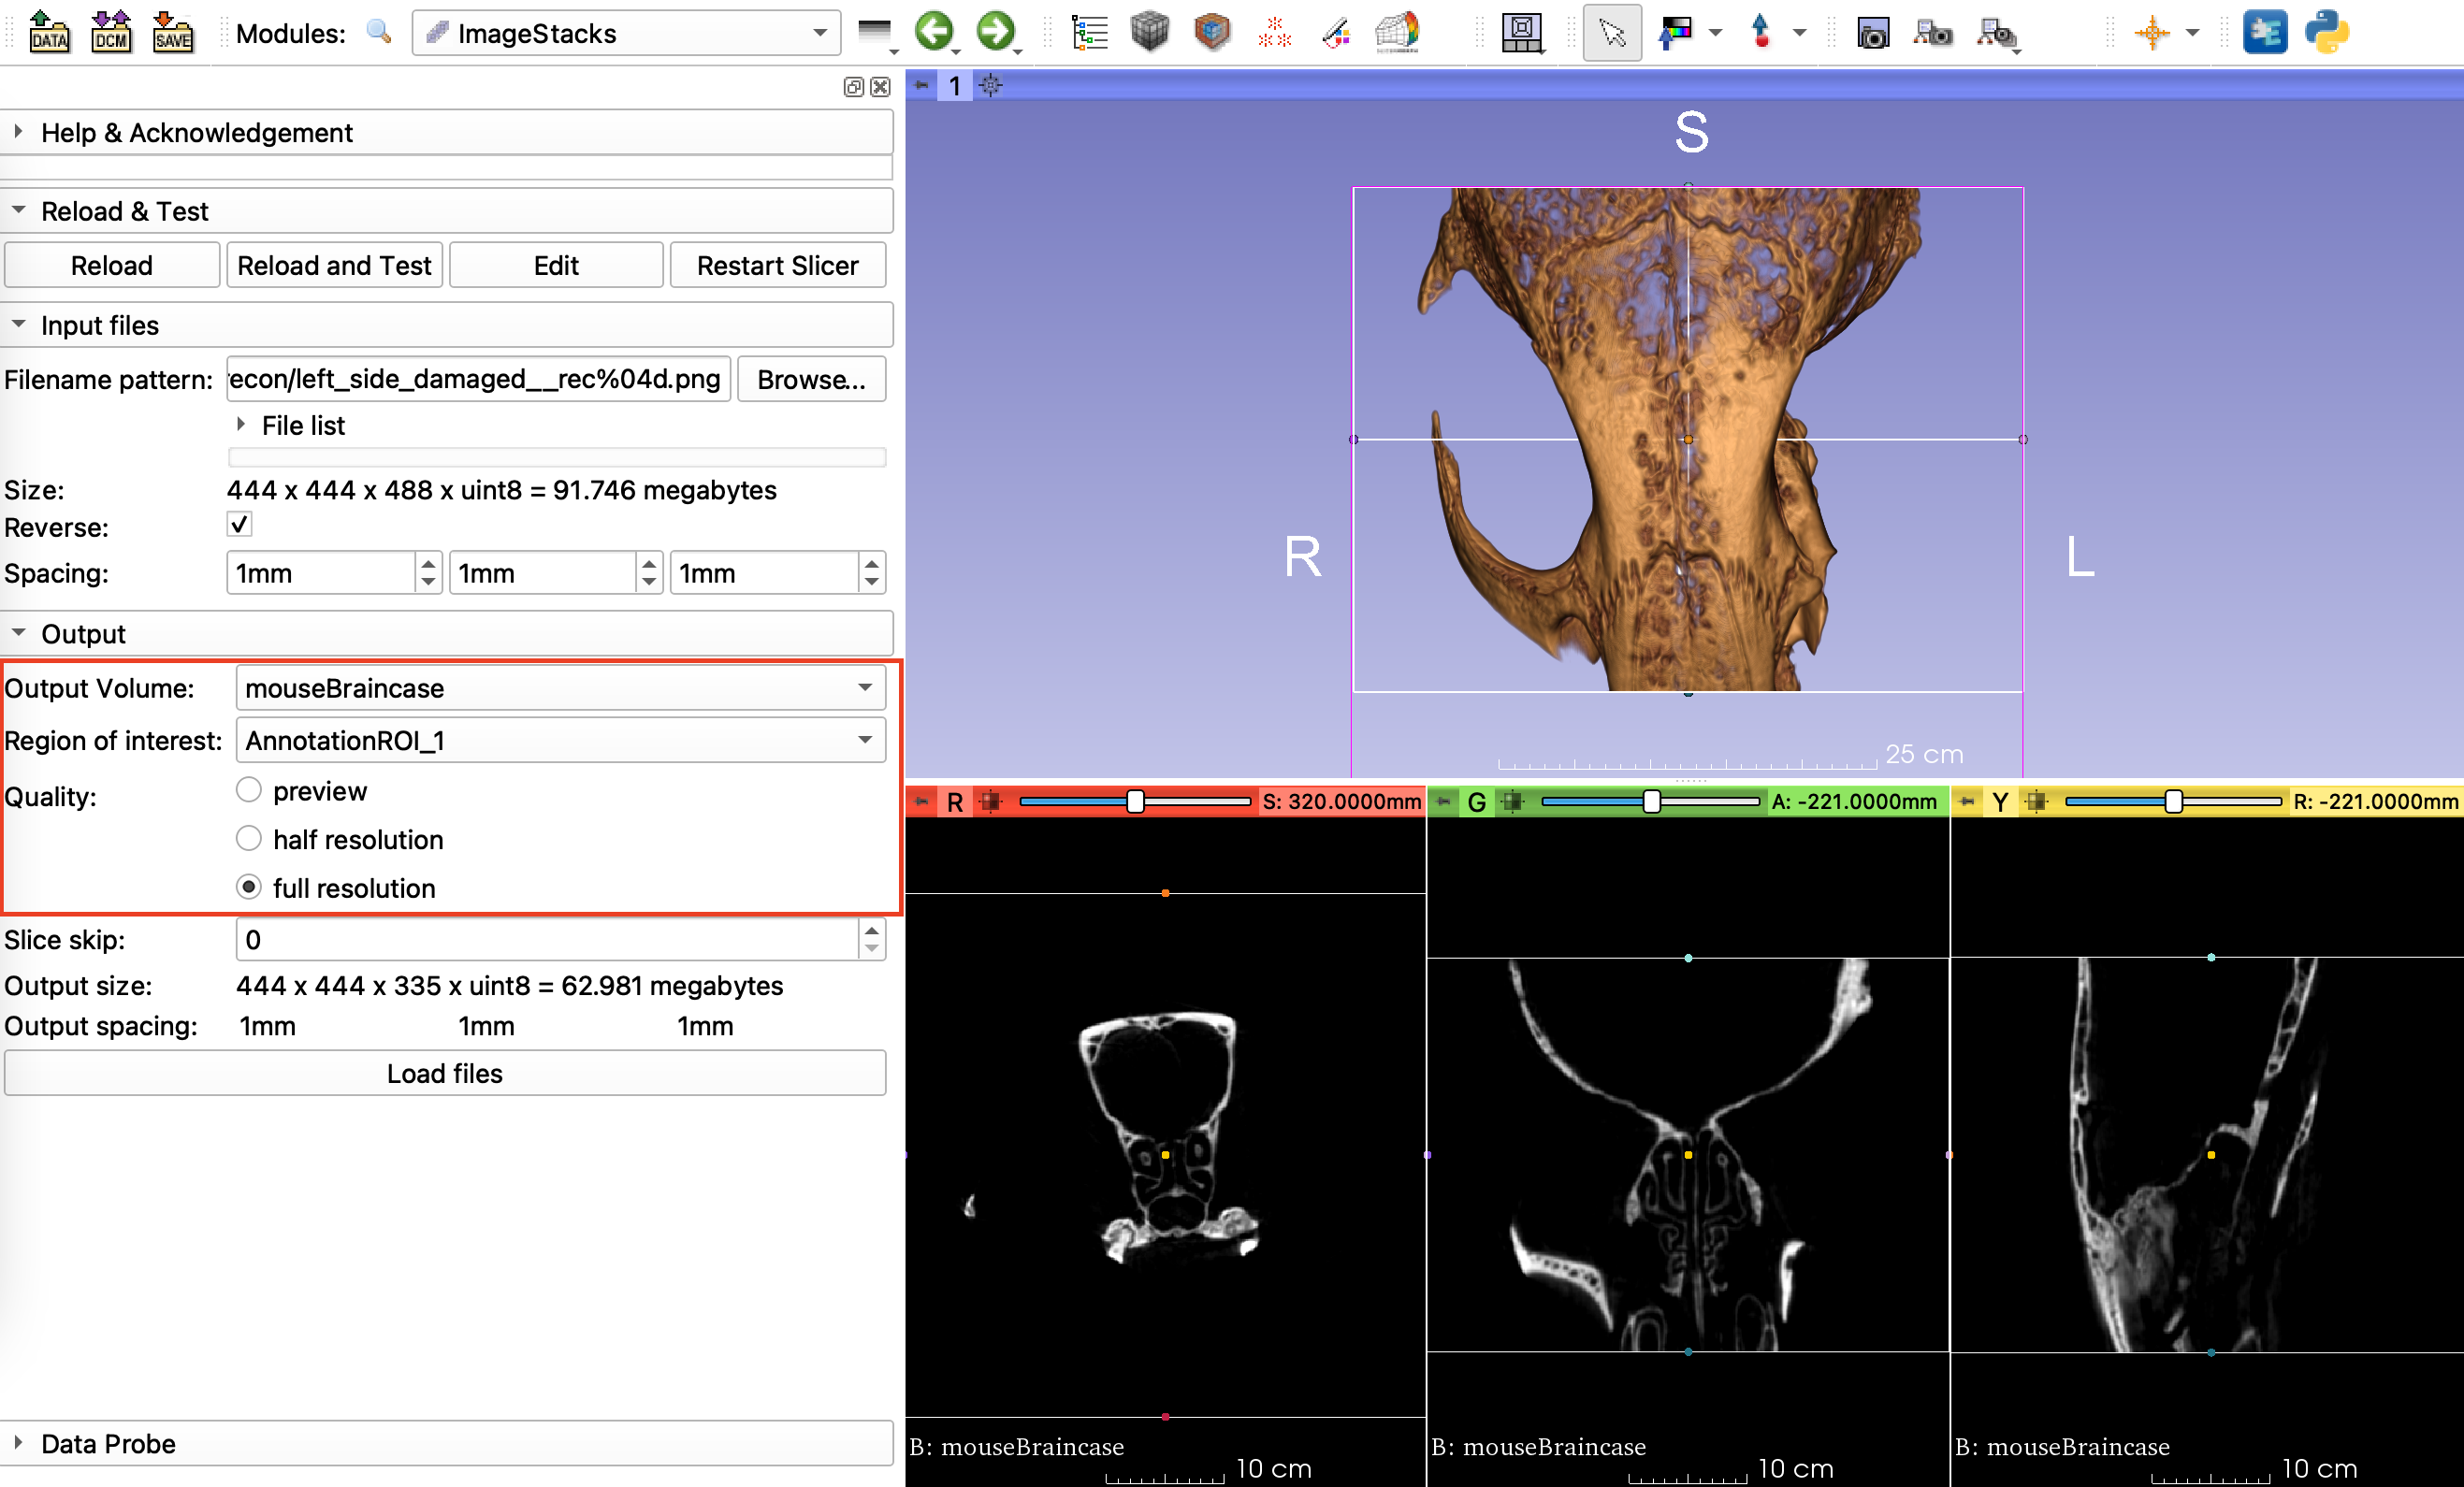 DATA DCM SAVE Modules: ImageStacks
1
Help & Acknowledgement
Reload & Test
Reload Reload and Test Edit Restart Slicer
Input files
Filename pattern: recon/left_side_damaged__rec%04d.png Browse...
File list
Size: 444 x 444 x 488 x uint8 = 91.746 megabytes
Reverse:
Spacing: 1mm 1mm 1mm
Output
Output Volume: mouseBraincase
Region of interest: AnnotationROI_1
Quality: preview
half resolution
full resolution
Slice skip: 0
Output size: 444 x 444 x 335 x uint8 = 62.981 megabytes
Output spacing: 1mm 1mm 1mm
Load files
Data Probe
S
R L
25 cm
R S: 320.0000mm
B: mouseBraincase
10 cm
G A: -221.0000mm
B: mouseBraincase
10 cm
Y R: -221.0000mm
B: mouseBraincase
10 cm